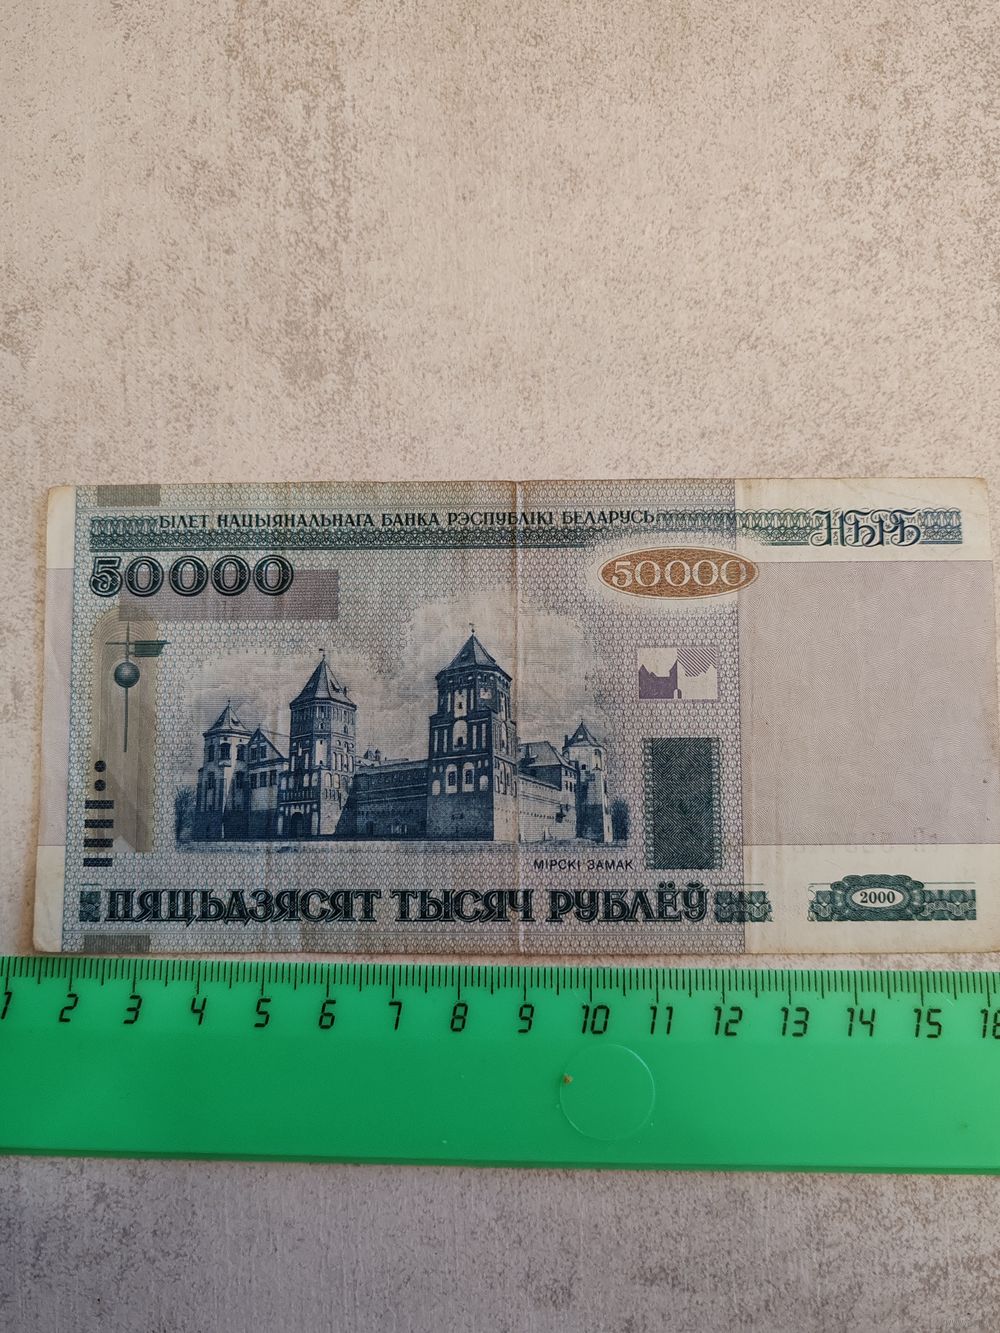 БІЛЕТ НАЦЫЯНАЛЬНАГА БАНКА РЭСПУБЛІКІ БЕЛАРУСЬ
НБРБ
50000
50000
МІРСКІ ЗАМАК
ПЯЦЬДЗЯСЯТ ТЫСЯЧ РУБЛЁЎ
2000
1 2 3 4 5 6 7 8 9 10 11 12 13 14 15 16